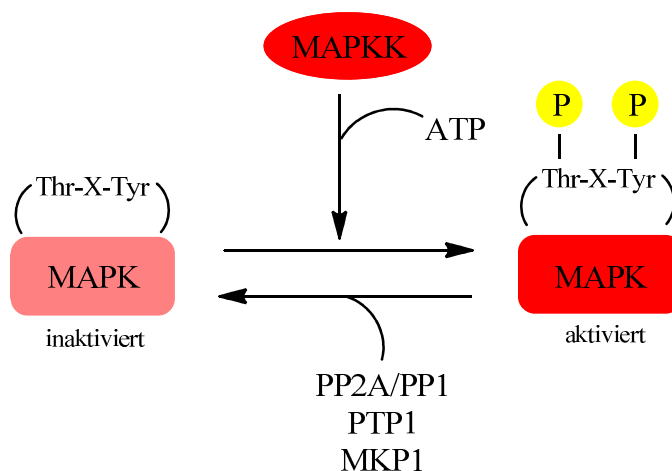 MAPKK
ATP
P P
Thr-X-Tyr
Thr-X-Tyr
MAPK
MAPK
inaktiviert
aktiviert
PP2A/PP1
PTP1
MKP1